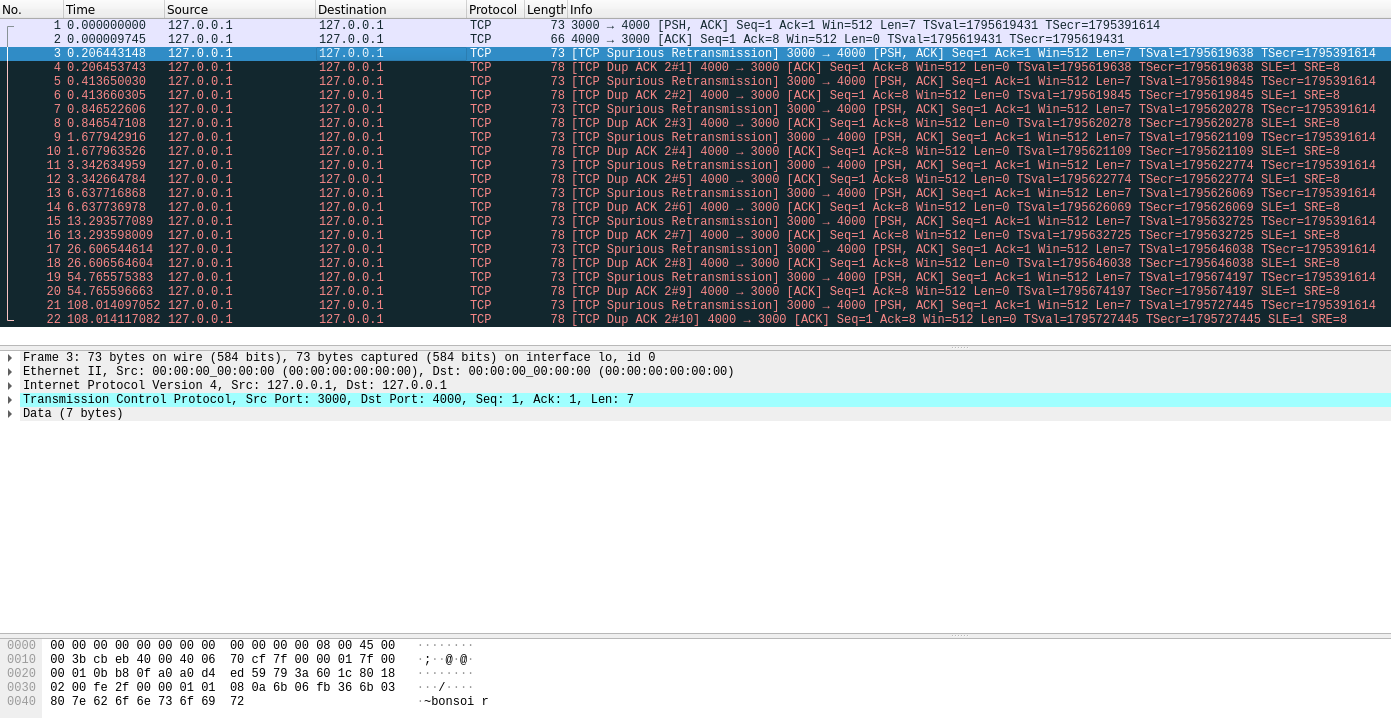 No. Time Source Destination Protocol Length Info
1 0.000000000 127.0.0.1 127.0.0.1 TCP 73 3000 → 4000 [PSH, ACK] Seq=1 Ack=1 Win=512 Len=7 TSval=1795619431 TSecr=1795391614
2 0.000009745 127.0.0.1 127.0.0.1 TCP 66 4000 → 3000 [ACK] Seq=1 Ack=8 Win=512 Len=0 TSval=1795619431 TSecr=1795619431
3 0.206443148 127.0.0.1 127.0.0.1 TCP 73 [TCP Spurious Retransmission] 3000 → 4000 [PSH, ACK] Seq=1 Ack=1 Win=512 Len=7 TSval=1795619638 TSecr=1795391614
4 0.206453743 127.0.0.1 127.0.0.1 TCP 78 [TCP Dup ACK 2#1] 4000 → 3000 [ACK] Seq=1 Ack=8 Win=512 Len=0 TSval=1795619638 TSecr=1795619638 SLE=1 SRE=8
5 0.413650030 127.0.0.1 127.0.0.1 TCP 73 [TCP Spurious Retransmission] 3000 → 4000 [PSH, ACK] Seq=1 Ack=1 Win=512 Len=7 TSval=1795619845 TSecr=1795391614
6 0.413660305 127.0.0.1 127.0.0.1 TCP 78 [TCP Dup ACK 2#2] 4000 → 3000 [ACK] Seq=1 Ack=8 Win=512 Len=0 TSval=1795619845 TSecr=1795619845 SLE=1 SRE=8
7 0.846522606 127.0.0.1 127.0.0.1 TCP 73 [TCP Spurious Retransmission] 3000 → 4000 [PSH, ACK] Seq=1 Ack=1 Win=512 Len=7 TSval=1795620278 TSecr=1795391614
8 0.846547108 127.0.0.1 127.0.0.1 TCP 78 [TCP Dup ACK 2#3] 4000 → 3000 [ACK] Seq=1 Ack=8 Win=512 Len=0 TSval=1795620278 TSecr=1795620278 SLE=1 SRE=8
9 1.677942916 127.0.0.1 127.0.0.1 TCP 73 [TCP Spurious Retransmission] 3000 → 4000 [PSH, ACK] Seq=1 Ack=1 Win=512 Len=7 TSval=1795621109 TSecr=1795391614
10 1.677963526 127.0.0.1 127.0.0.1 TCP 78 [TCP Dup ACK 2#4] 4000 → 3000 [ACK] Seq=1 Ack=8 Win=512 Len=0 TSval=1795621109 TSecr=1795621109 SLE=1 SRE=8
11 3.342634959 127.0.0.1 127.0.0.1 TCP 73 [TCP Spurious Retransmission] 3000 → 4000 [PSH, ACK] Seq=1 Ack=1 Win=512 Len=7 TSval=1795622774 TSecr=1795391614
12 3.342664784 127.0.0.1 127.0.0.1 TCP 78 [TCP Dup ACK 2#5] 4000 → 3000 [ACK] Seq=1 Ack=8 Win=512 Len=0 TSval=1795622774 TSecr=1795622774 SLE=1 SRE=8
13 6.637716868 127.0.0.1 127.0.0.1 TCP 73 [TCP Spurious Retransmission] 3000 → 4000 [PSH, ACK] Seq=1 Ack=1 Win=512 Len=7 TSval=1795626069 TSecr=1795391614
14 6.637736978 127.0.0.1 127.0.0.1 TCP 78 [TCP Dup ACK 2#6] 4000 → 3000 [ACK] Seq=1 Ack=8 Win=512 Len=0 TSval=1795626069 TSecr=1795626069 SLE=1 SRE=8
15 13.293577089 127.0.0.1 127.0.0.1 TCP 73 [TCP Spurious Retransmission] 3000 → 4000 [PSH, ACK] Seq=1 Ack=1 Win=512 Len=7 TSval=1795632725 TSecr=1795391614
16 13.293598009 127.0.0.1 127.0.0.1 TCP 78 [TCP Dup ACK 2#7] 4000 → 3000 [ACK] Seq=1 Ack=8 Win=512 Len=0 TSval=1795632725 TSecr=1795632725 SLE=1 SRE=8
17 26.606544614 127.0.0.1 127.0.0.1 TCP 73 [TCP Spurious Retransmission] 3000 → 4000 [PSH, ACK] Seq=1 Ack=1 Win=512 Len=7 TSval=1795646038 TSecr=1795391614
18 26.606564604 127.0.0.1 127.0.0.1 TCP 78 [TCP Dup ACK 2#8] 4000 → 3000 [ACK] Seq=1 Ack=8 Win=512 Len=0 TSval=1795646038 TSecr=1795646038 SLE=1 SRE=8
19 54.765575383 127.0.0.1 127.0.0.1 TCP 73 [TCP Spurious Retransmission] 3000 → 4000 [PSH, ACK] Seq=1 Ack=1 Win=512 Len=7 TSval=1795674197 TSecr=1795391614
20 54.765596663 127.0.0.1 127.0.0.1 TCP 78 [TCP Dup ACK 2#9] 4000 → 3000 [ACK] Seq=1 Ack=8 Win=512 Len=0 TSval=1795674197 TSecr=1795674197 SLE=1 SRE=8
21 108.014097052 127.0.0.1 127.0.0.1 TCP 73 [TCP Spurious Retransmission] 3000 → 4000 [PSH, ACK] Seq=1 Ack=1 Win=512 Len=7 TSval=1795727445 TSecr=1795391614
22 108.014117082 127.0.0.1 127.0.0.1 TCP 78 [TCP Dup ACK 2#10] 4000 → 3000 [ACK] Seq=1 Ack=8 Win=512 Len=0 TSval=1795727445 TSecr=1795727445 SLE=1 SRE=8
Frame 3: 73 bytes on wire (584 bits), 73 bytes captured (584 bits) on interface lo, id 0
Ethernet II, Src: 00:00:00_00:00:00 (00:00:00:00:00:00), Dst: 00:00:00_00:00:00 (00:00:00:00:00:00)
Internet Protocol Version 4, Src: 127.0.0.1, Dst: 127.0.0.1
Transmission Control Protocol, Src Port: 3000, Dst Port: 4000, Seq: 1, Ack: 1, Len: 7
Data (7 bytes)
0000 00 00 00 00 00 00 00 00 00 00 00 00 08 00 45 00 ········
0010 00 3b cb eb 40 00 40 06 70 cf 7f 00 00 01 7f 00 ·;··@·@·
0020 00 01 0b b8 0f a0 a0 d4 ed 59 79 3a 60 1c 80 18 ········
0030 02 00 fe 2f 00 00 01 01 08 0a 6b 06 fb 36 6b 03 ···/····
0040 80 7e 62 6f 6e 73 6f 69 72 ·~bonsoi r